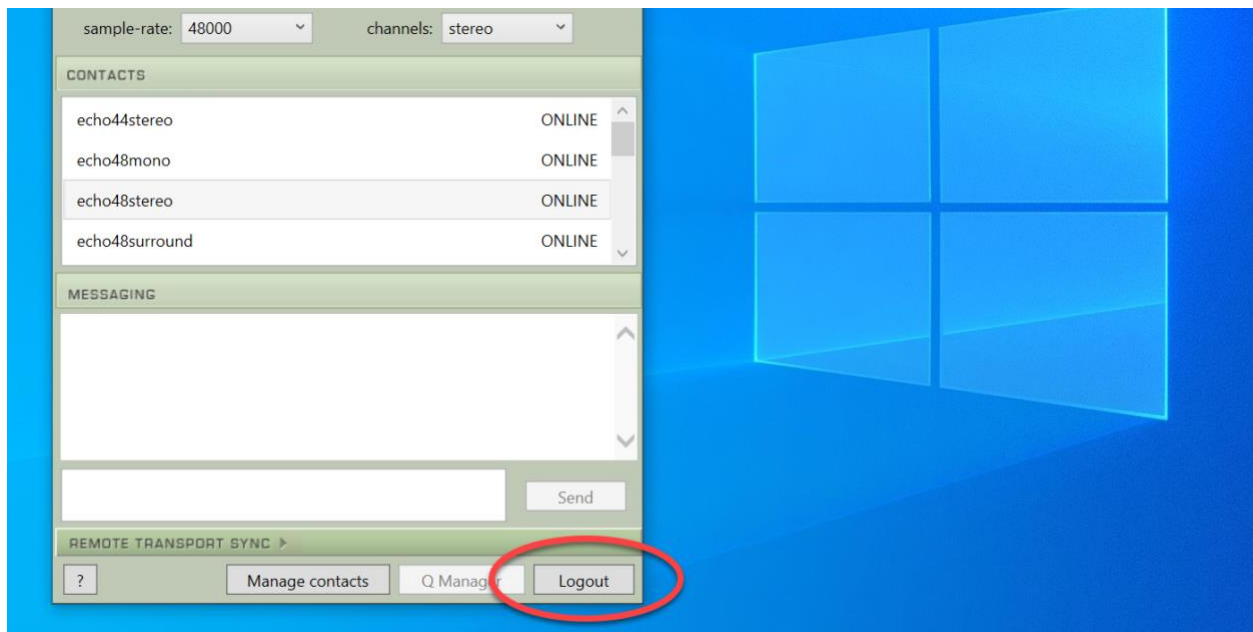 sample-rate: 48000 channels: stereo
CONTACTS
echo44stereo ONLINE
echo48mono ONLINE
echo48stereo ONLINE
echo48surround ONLINE
MESSAGING
Send
REMOTE TRANSPORT SYNC
? Manage contacts Q Manager Logout